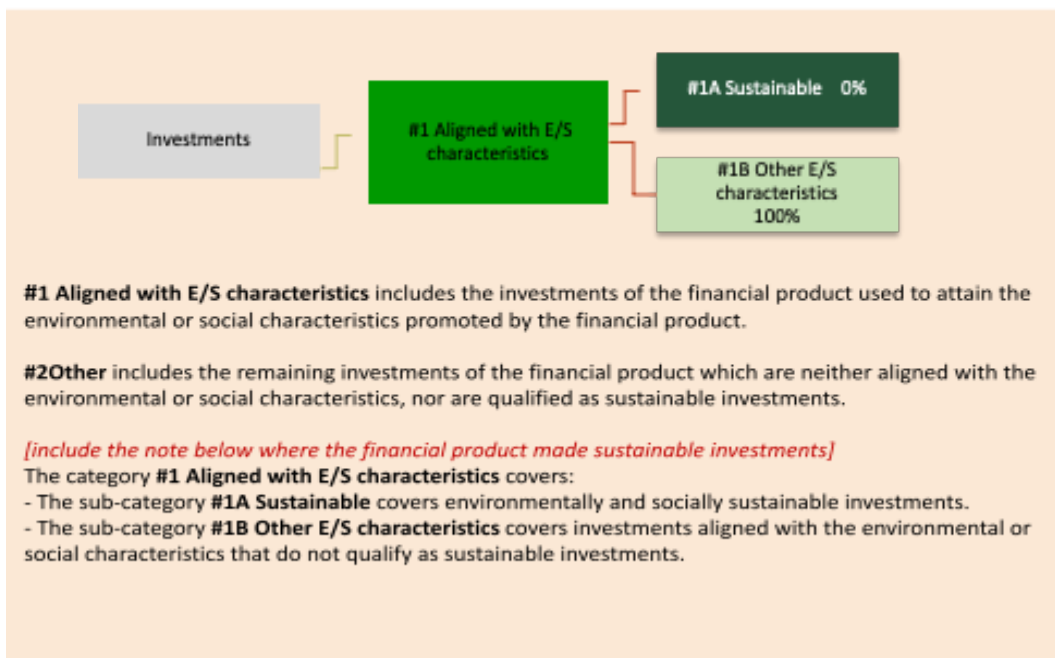 Investments
#1 Aligned with E/S
characteristics
#1A Sustainable 0%
#1B Other E/S
characteristics
100%
#1 Aligned with E/S characteristics includes the investments of the financial product used to attain the
environmental or social characteristics promoted by the financial product.
#2Other includes the remaining investments of the financial product which are neither aligned with the
environmental or social characteristics, nor are qualified as sustainable investments.
[include the note below where the financial product made sustainable investments]
The category #1 Aligned with E/S characteristics covers:
- The sub-category #1A Sustainable covers environmentally and socially sustainable investments.
- The sub-category #1B Other E/S characteristics covers investments aligned with the environmental or
social characteristics that do not qualify as sustainable investments.